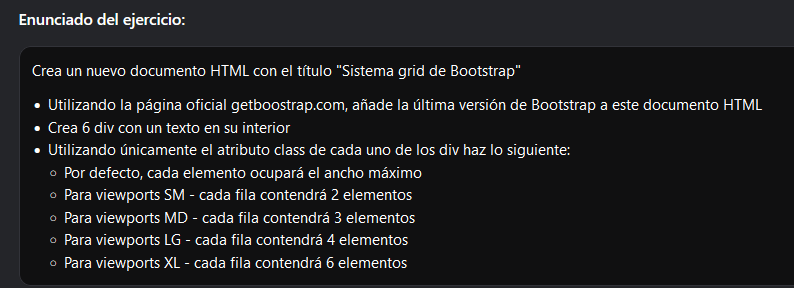 Enunciado del ejercicio:
Crea un nuevo documento HTML con el título "Sistema grid de Bootstrap"
• Utilizando la página oficial getboostrap.com, añade la última versión de Bootstrap a este documento HTML
• Crea 6 div con un texto en su interior
• Utilizando únicamente el atributo class de cada uno de los div haz lo siguiente:
◦ Por defecto, cada elemento ocupará el ancho máximo
◦ Para viewports SM - cada fila contendrá 2 elementos
◦ Para viewports MD - cada fila contendrá 3 elementos
◦ Para viewports LG - cada fila contendrá 4 elementos
◦ Para viewports XL - cada fila contendrá 6 elementos